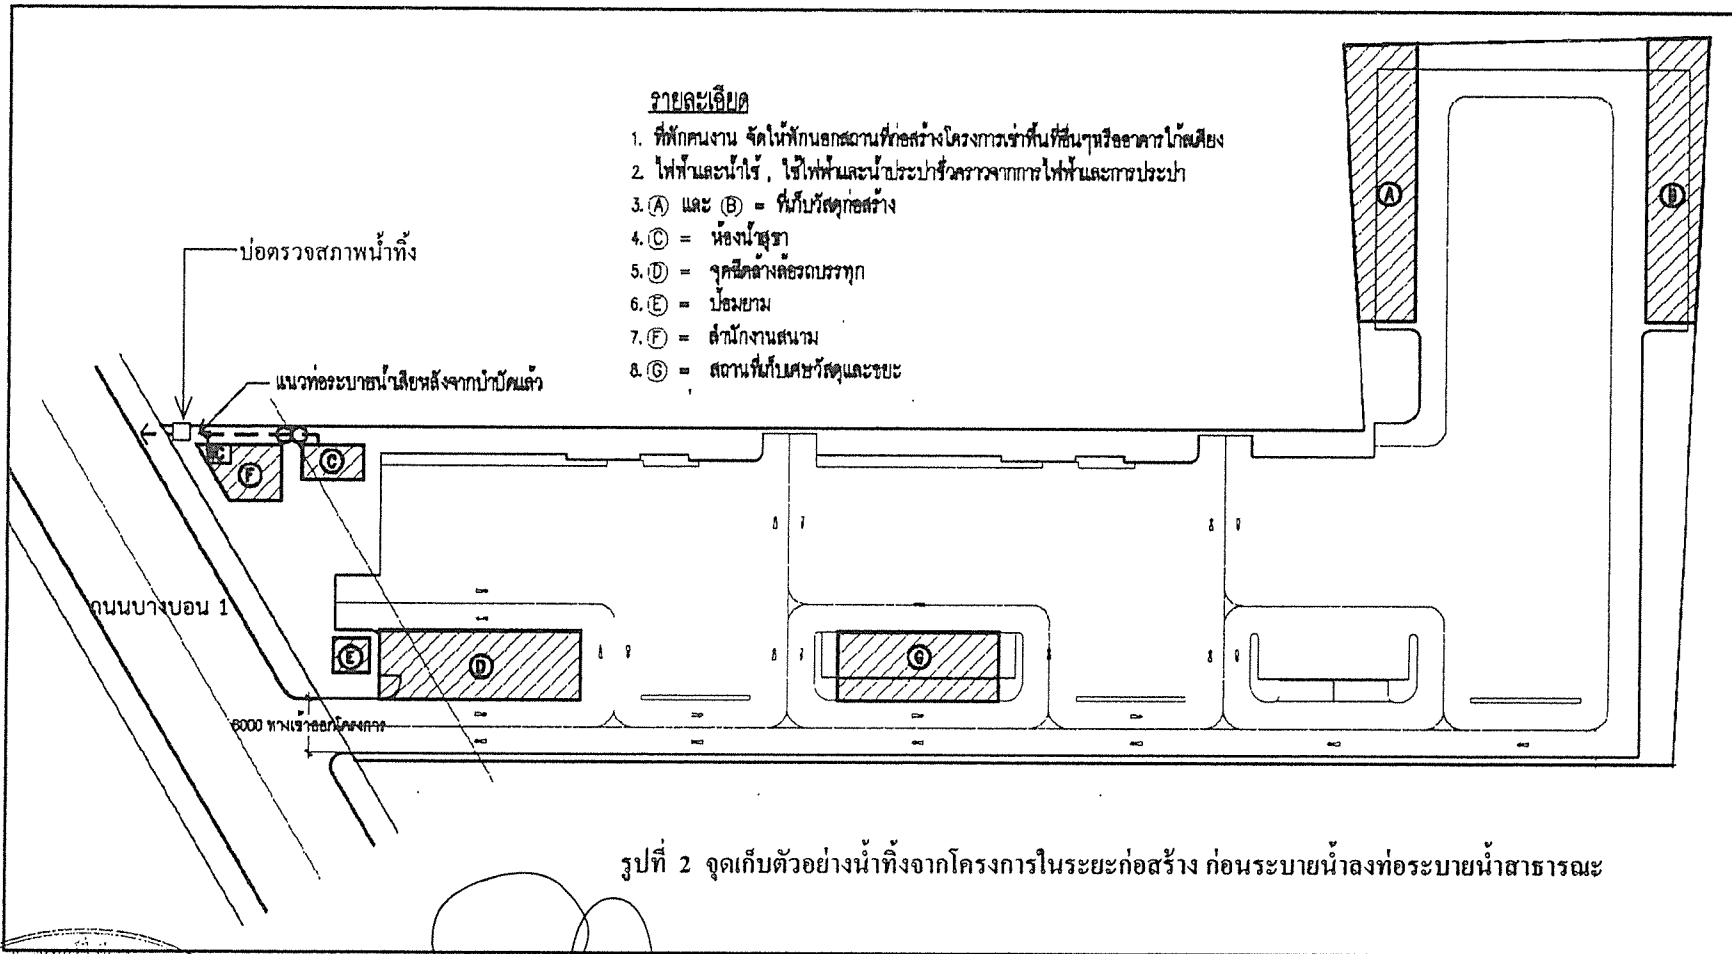 รายละเอียด
1. ที่พักคนงาน จัดให้พักนอกสถานที่ก่อสร้างโครงการเช่าพื้นที่อื่นๆหรืออาคารใกล้เคียง
2. ไฟฟ้าและน้ำใช้ , ใช้ไฟฟ้าและน้ำประปาชั่วคราวจากการไฟฟ้าและการประปา
3. Ⓐ และ Ⓑ = ที่เก็บวัสดุก่อสร้าง
4. Ⓒ = ห้องน้ำสุขา
5. Ⓓ = จุดฉีดล้างล้อรถบรรทุก
6. Ⓔ = ป้อมยาม
7. Ⓕ = สำนักงานสนาม
8. Ⓖ = สถานที่เก็บเศษวัสดุและขยะ
A
B
บ่อตรวจสภาพน้ำทิ้ง
แนวท่อระบายน้ำเสียหลังจากบำบัดแล้ว
C
F
C
ถนนบางบอน 1
E
D
G
6000 ทางเข้าออกโครงการ
รูปที่ 2 จุดเก็บตัวอย่างน้ำทิ้งจากโครงการในระยะก่อสร้าง ก่อนระบายน้ำลงท่อระบายน้ำสาธารณะ